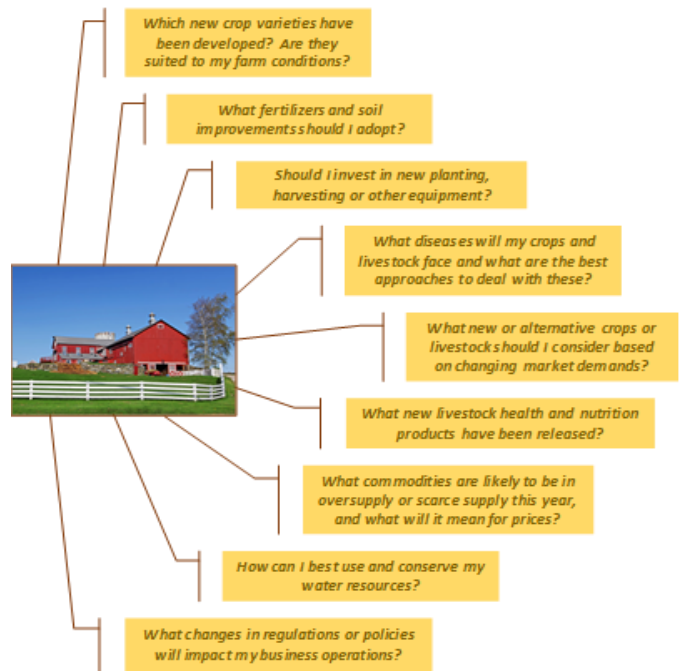 Which new crop varieties have
been developed? Are they
suited to my farm conditions?
What fertilizers and soil
improvements should I adopt?
Should I invest in new planting,
harvesting or other equipment?
What diseases will my crops and
livestock face and what are the best
approaches to deal with these?
What new or alternative crops or
livestock should I consider based
on changing market demands?
What new livestock health and nutrition
products have been released?
What commodities are likely to be in
oversupply or scarce supply this year,
and what will it mean for prices?
How can I best use and conserve my
water resources?
What changes in regulations or policies
will impact my business operations?